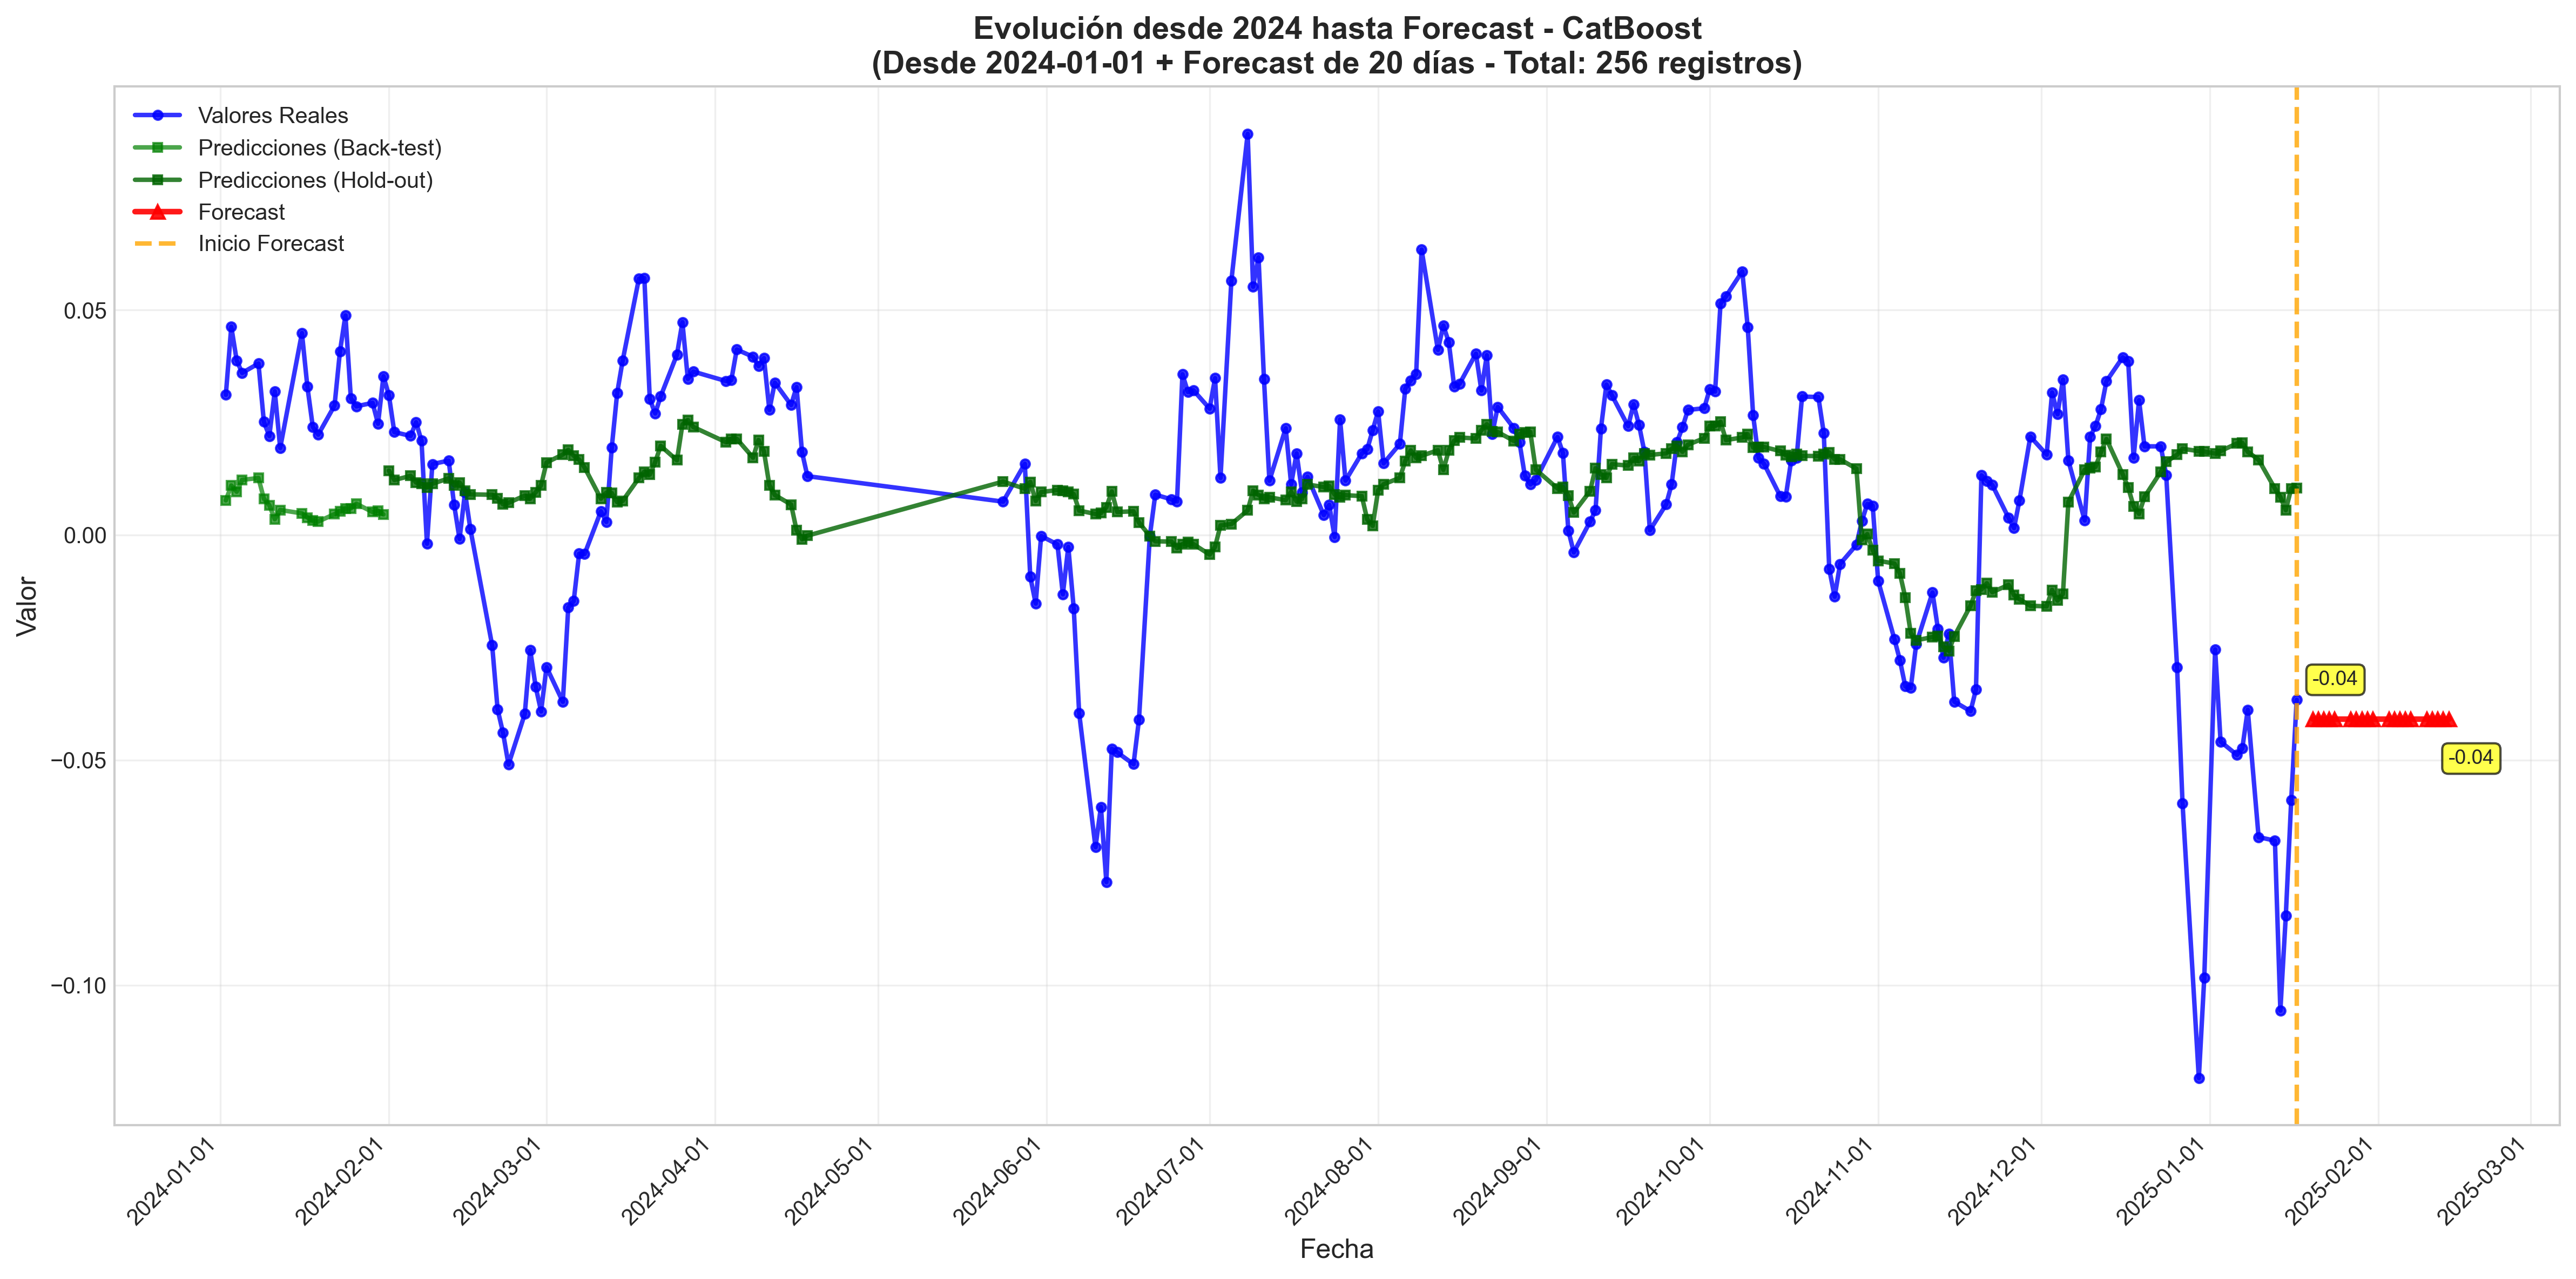 Evolución desde 2024 hasta Forecast - CatBoost
(Desde 2024-01-01 + Forecast de 20 días - Total: 256 registros)
Valores Reales
Predicciones (Back-test)
Predicciones (Hold-out)
Forecast
Inicio Forecast
Valor
0.05
0.00
−0.05
−0.10
-0.04
-0.04
2024-01-01
2024-02-01
2024-03-01
2024-04-01
2024-05-01
2024-06-01
2024-07-01
2024-08-01
2024-09-01
2024-10-01
2024-11-01
2024-12-01
2025-01-01
2025-02-01
2025-03-01
Fecha